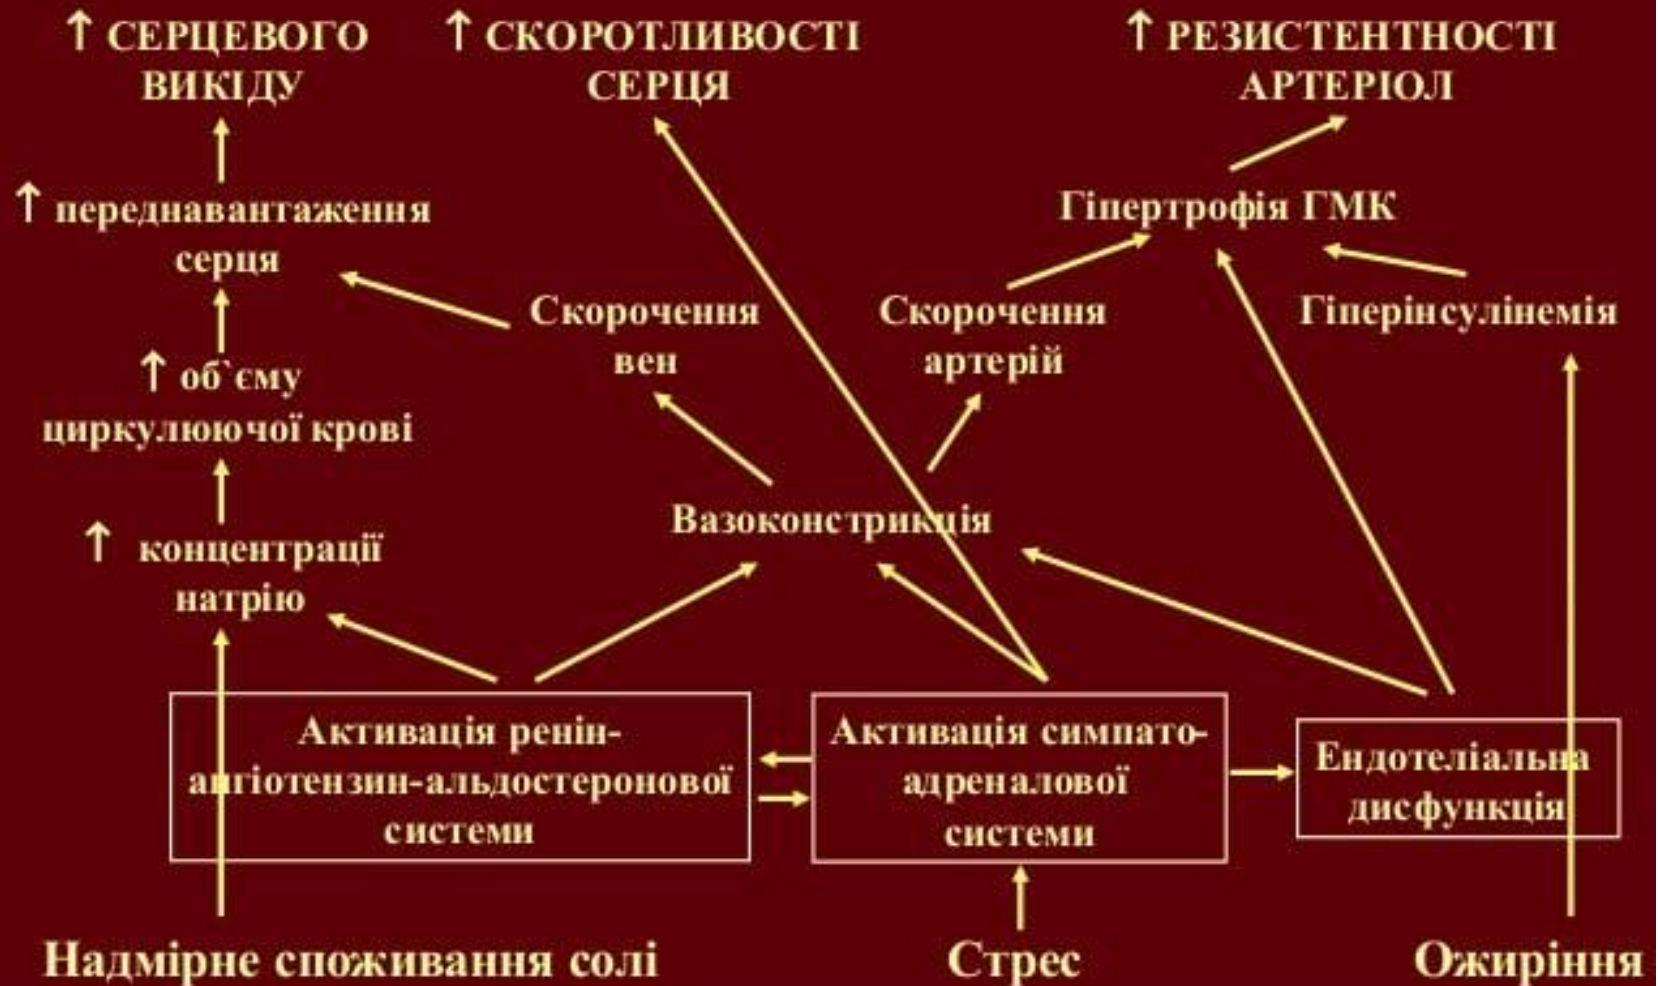 ↑ СЕРЦЕВОГО
ВИКІДУ
↑ СКОРОТЛИВОСТІ
СЕРЦЯ
↑ РЕЗИСТЕНТНОСТІ
АРТЕРІОЛ
↑ переднавантаження
серця
Гіпертрофія ГМК
Скорочення
вен
Скорочення
артерій
Гіперінсулінемія
↑ об`єму
циркулюючої крові
Вазоконстрикція
↑ концентрації
натрію
Активація ренін-
ангіотензин-альдостеронової
системи
Активація симпато-
адреналової
системи
Ендотеліальна
дисфункція
Надмірне споживання солі
Стрес
Ожиріння